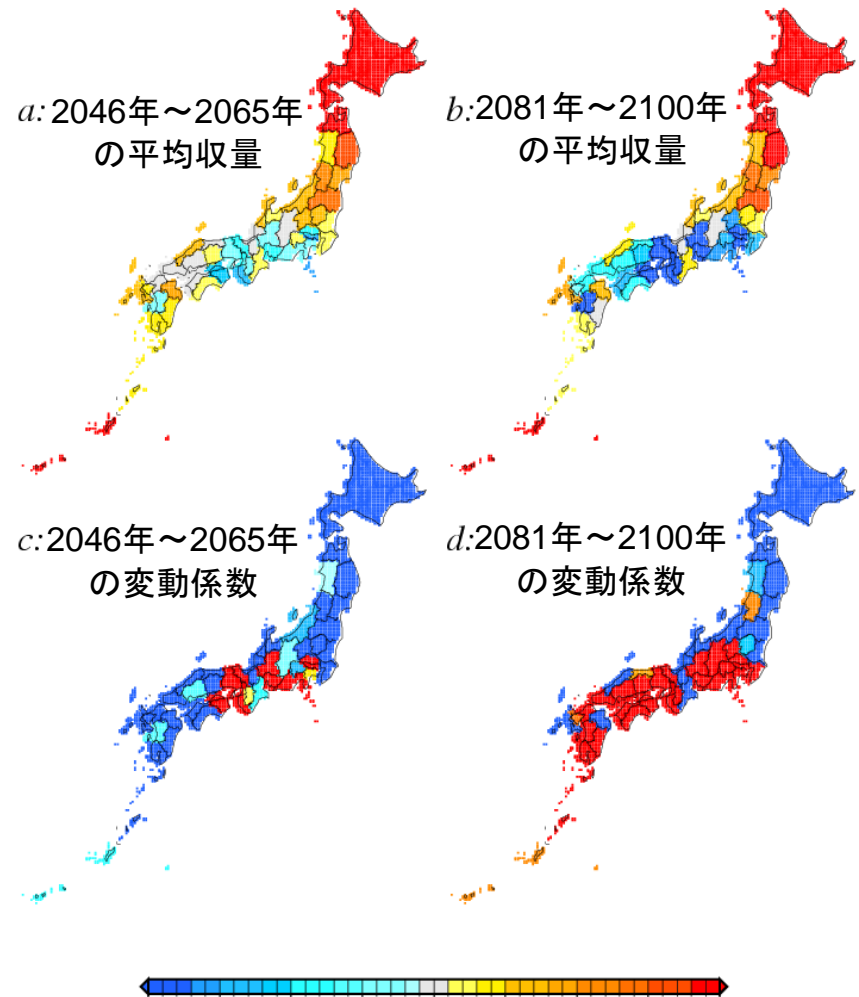 a:2046年～2065年
の平均収量
b:2081年～2100年
の平均収量
c:2046年～2065年
の変動係数
d:2081年～2100年
の変動係数